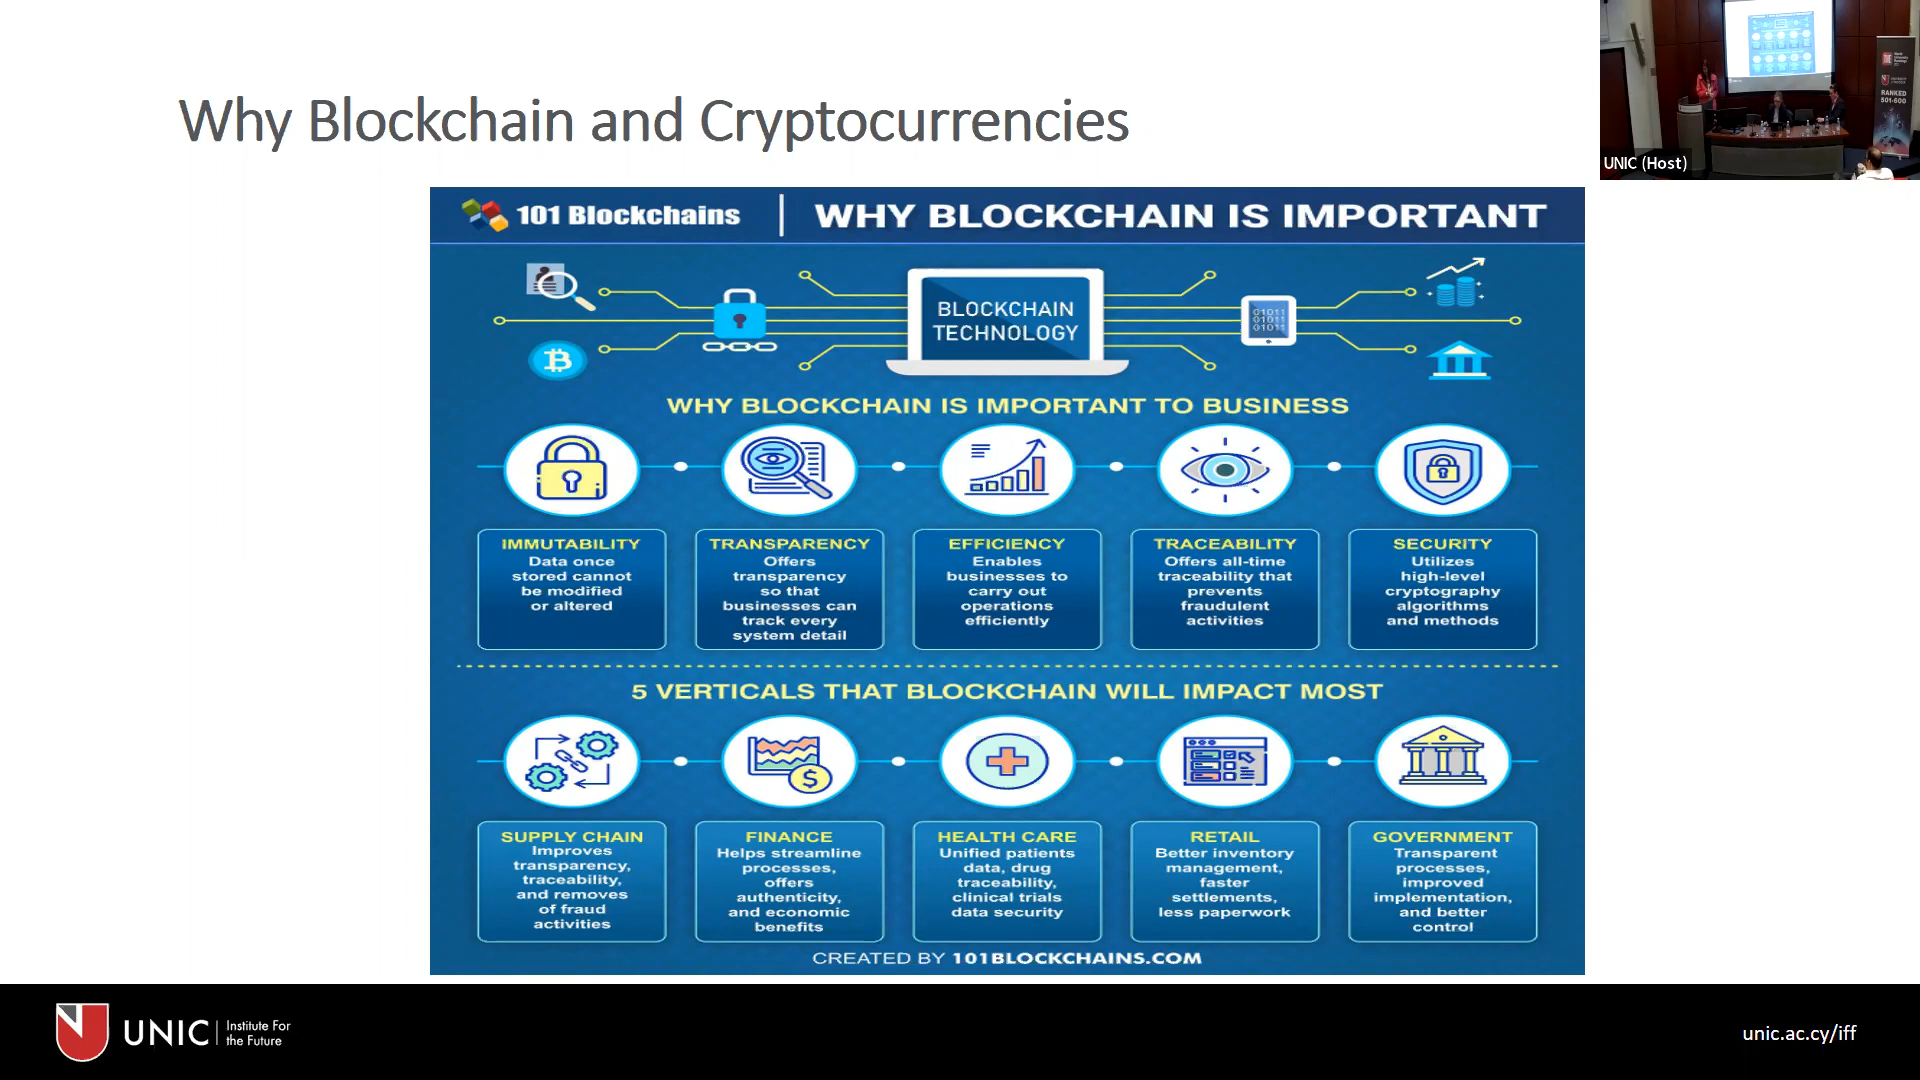 Why Blockchain and Cryptocurrencies
UNIC (Host)
RANKED
501-600
101 Blockchains
WHY BLOCKCHAIN IS IMPORTANT
BLOCKCHAIN
TECHNOLOGY
01011
01011
01011
WHY BLOCKCHAIN IS IMPORTANT TO BUSINESS
IMMUTABILITY
Data once
stored cannot
be modified
or altered
TRANSPARENCY
Offers
transparency
so that
businesses can
track every
system detail
EFFICIENCY
Enables
businesses to
carry out
operations
efficiently
TRACEABILITY
Offers all-time
traceability that
prevents
fraudulent
activities
SECURITY
Utilizes
high-level
cryptography
algorithms
and methods
5 VERTICALS THAT BLOCKCHAIN WILL IMPACT MOST
SUPPLY CHAIN
Improves
transparency,
traceability,
and removes
of fraud
activities
FINANCE
Helps streamline
processes,
offers
authenticity,
and economic
benefits
HEALTH CARE
Unified patients
data, drug
traceability,
clinical trials
data security
RETAIL
Better inventory
management,
faster
settlements,
less paperwork
GOVERNMENT
Transparent
processes,
improved
implementation,
and better
control
CREATED BY 101BLOCKCHAINS.COM
UNIC
Institute For
the Future
unic.ac.cy/iff